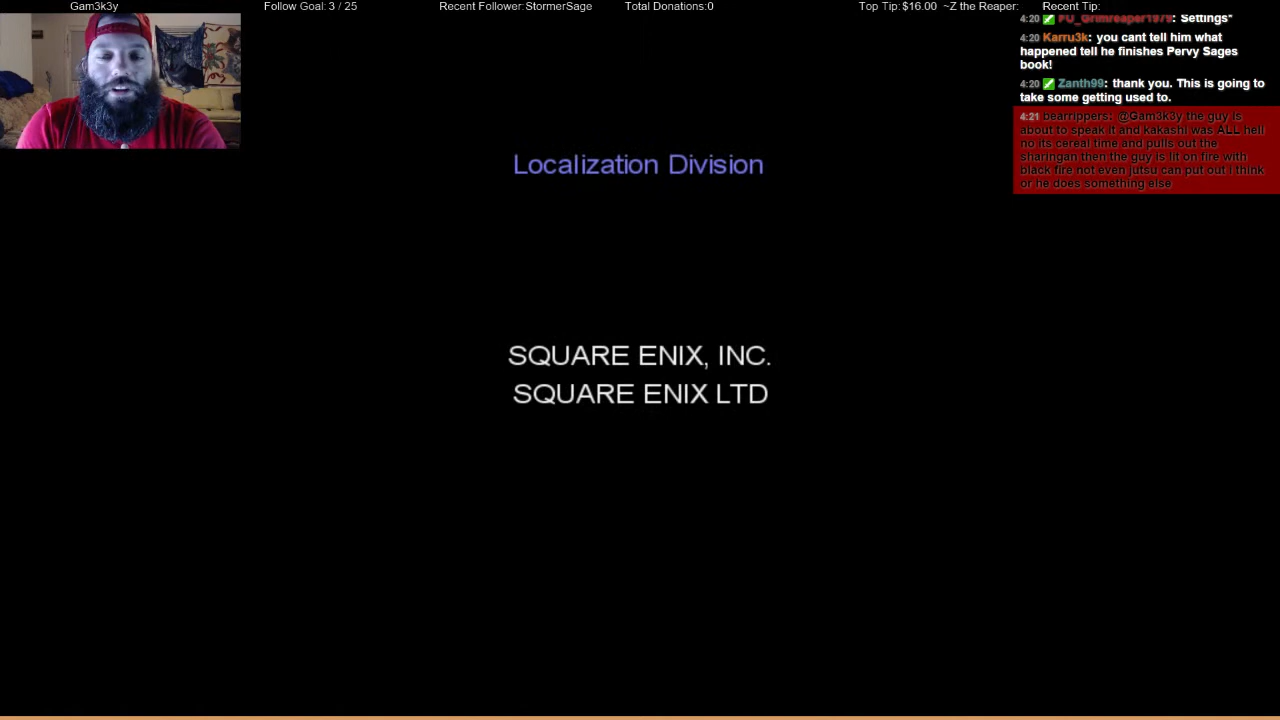 Gam3k3y Follow Goal: 3 / 25 Recent Follower:StormerSage Total Donations:0 Top Tip:$16.00 ~Z the Reaper: Recent Tip:
4:20 FU_Grimreaper1979: Settings"
4:20 Karru3k: you cant tell him what
happened tell he finishes Pervy Sages
book!
4:20 Zanth99: thank you. This is going to
take some getting used to.
4:21 bearrippers: @Gam3k3y the guy is
about to speak it and kakashi was ALL hell
no its cereal time and pulls out the
sharingan then the guy is lit on fire with
black fire not even jutsu can put out i think
or he does something else
Localization Division
SQUARE ENIX, INC.
SQUARE ENIX LTD